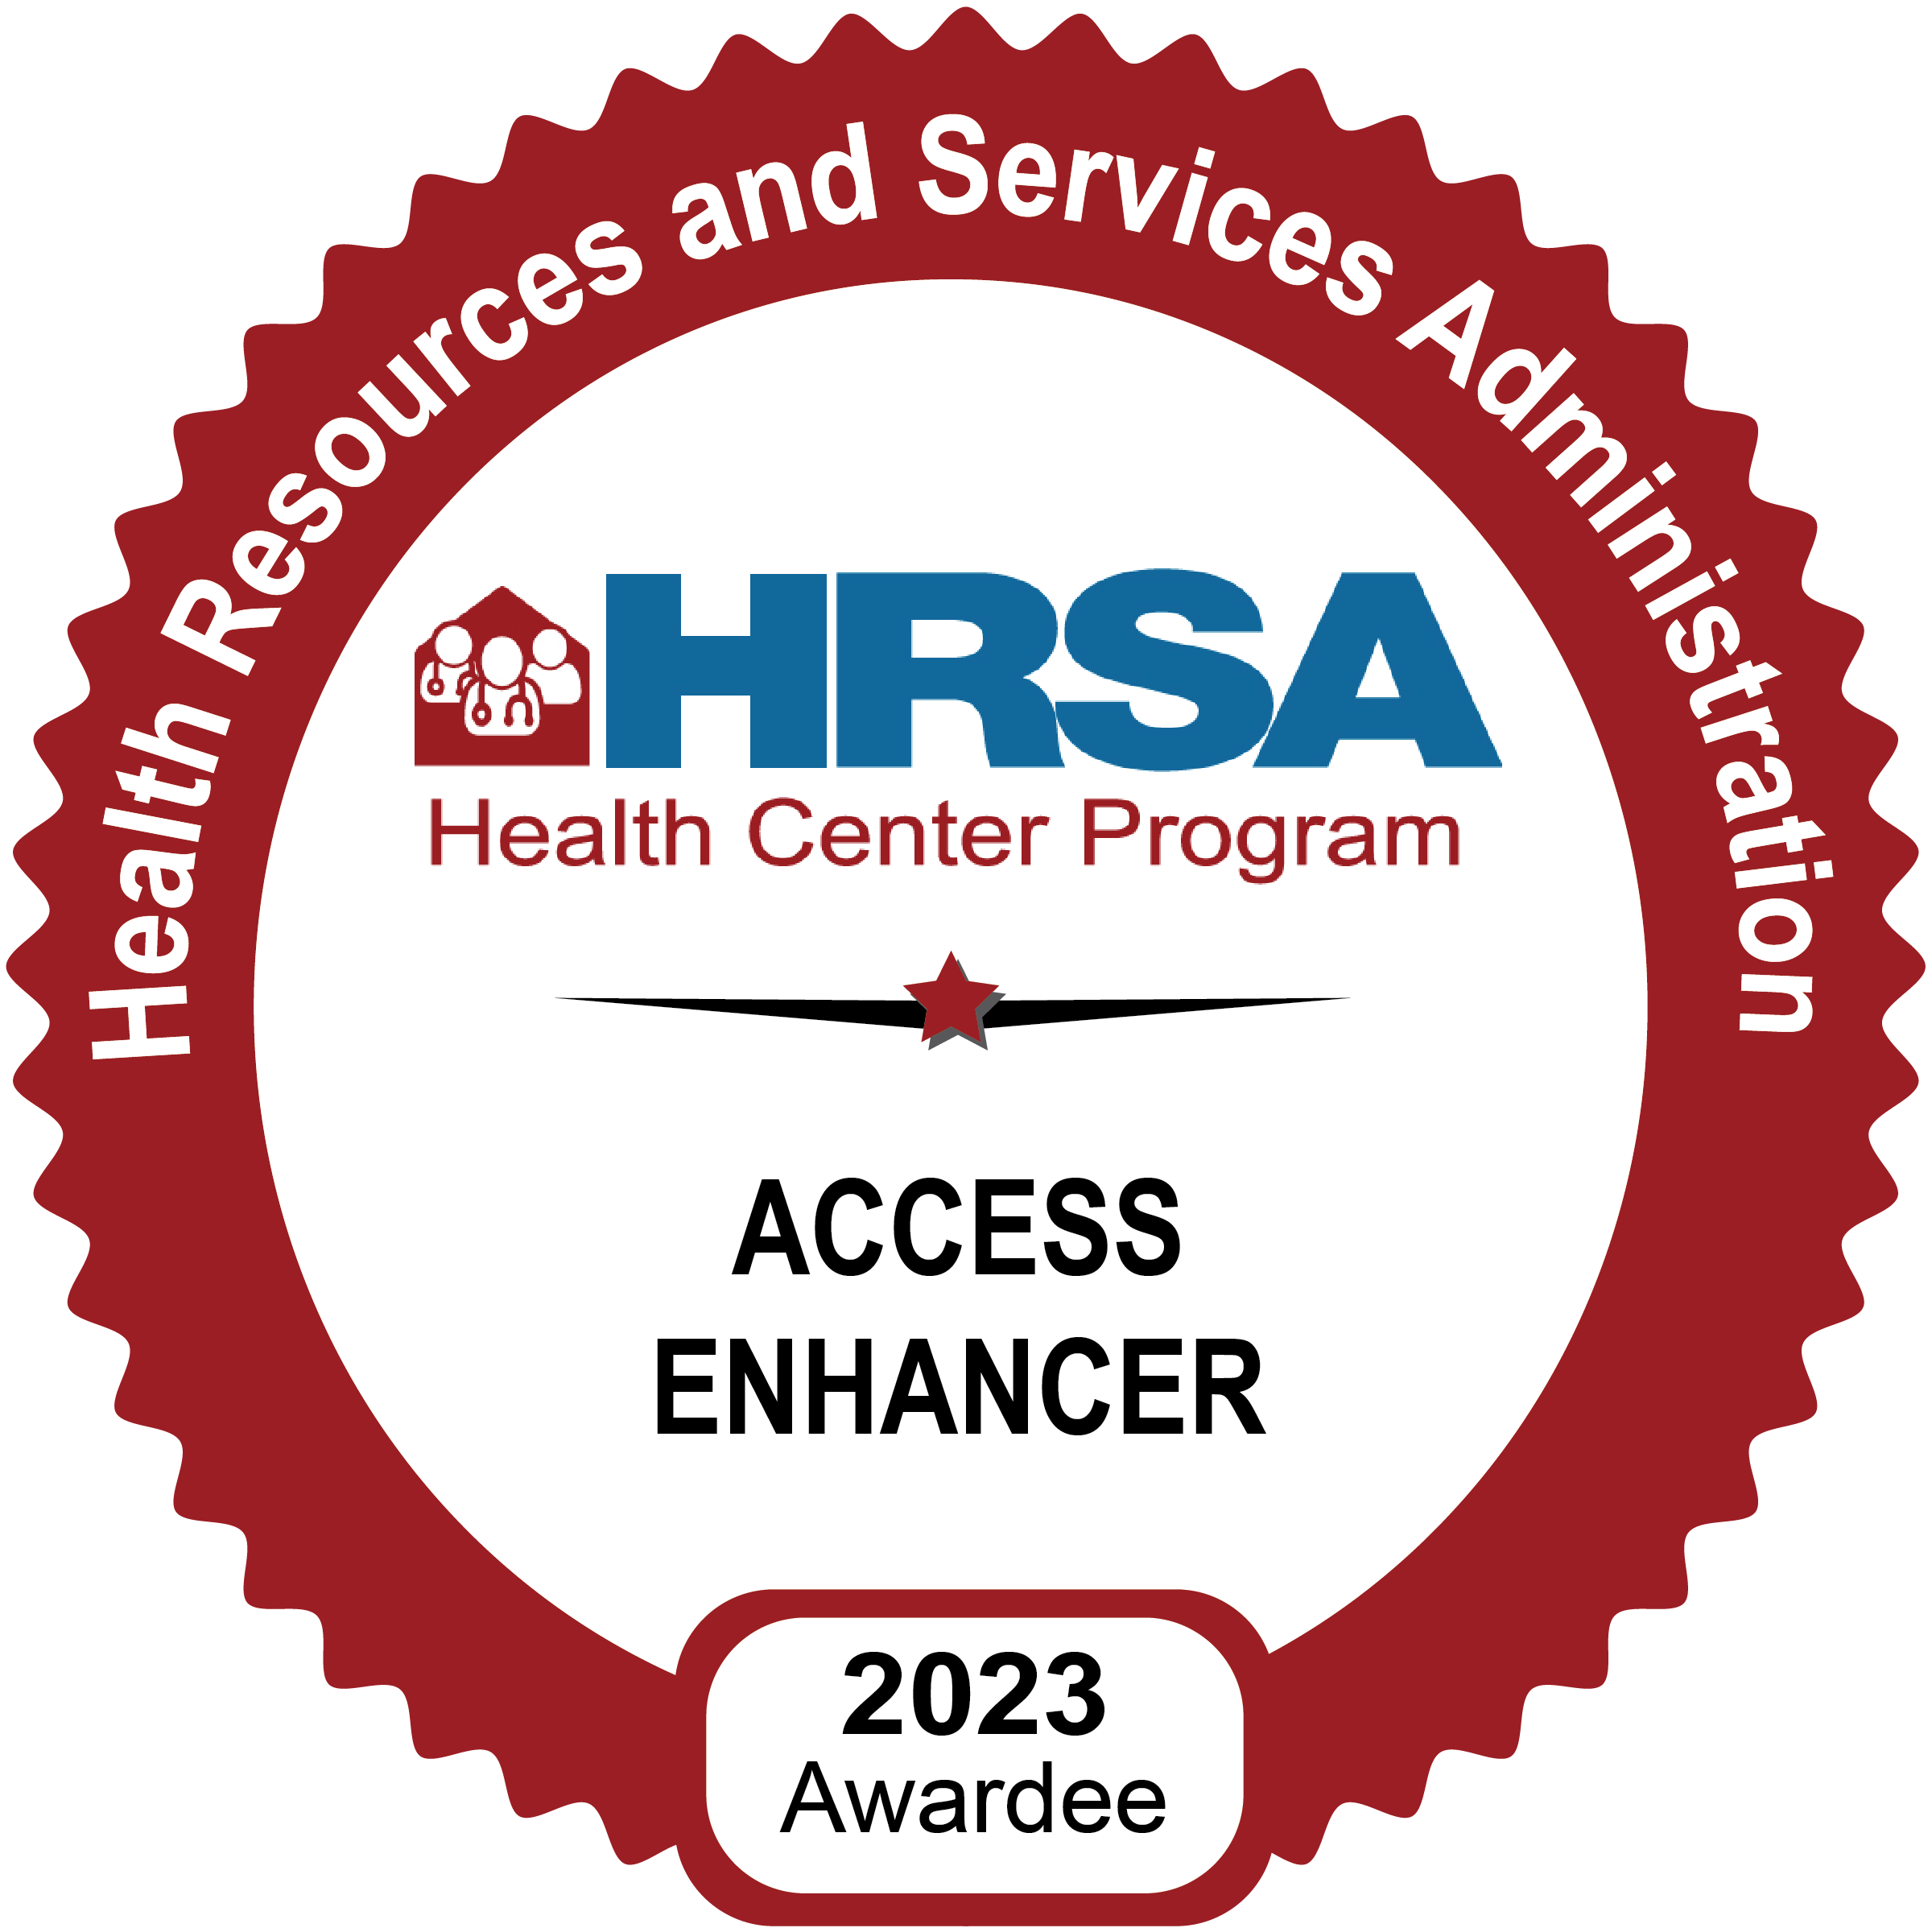 Health Resources and Services Administration
HRSA
Health Center Program
ACCESS
ENHANCER
2023
Awardee